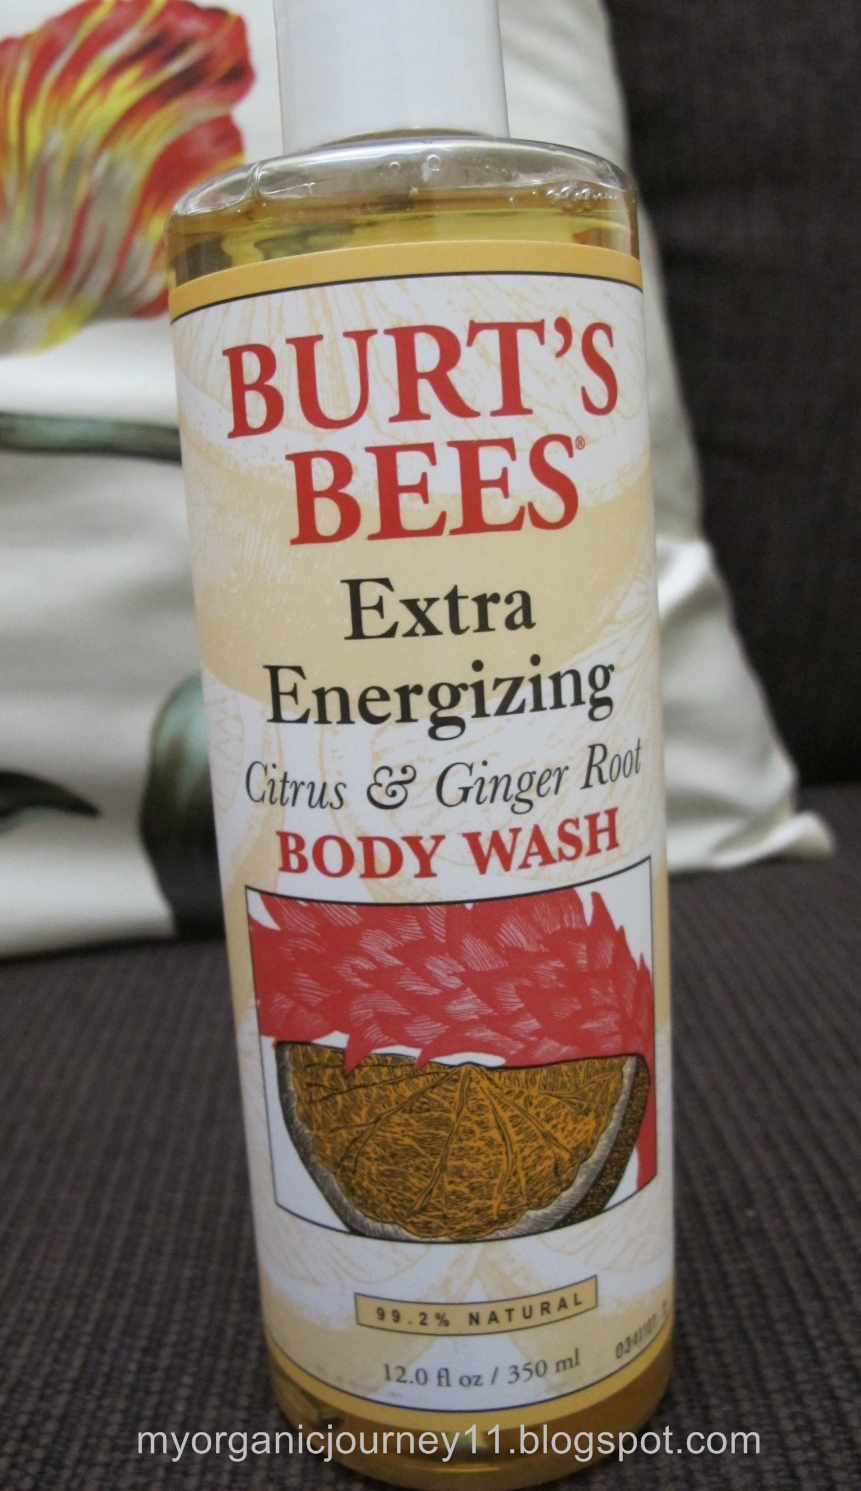 BURT'S
BEES®
Extra
Energizing
Citrus & Ginger Root
BODY WASH
99.2% NATURAL
12.0 fl oz / 350 ml
myorganicjourney11.blogspot.com